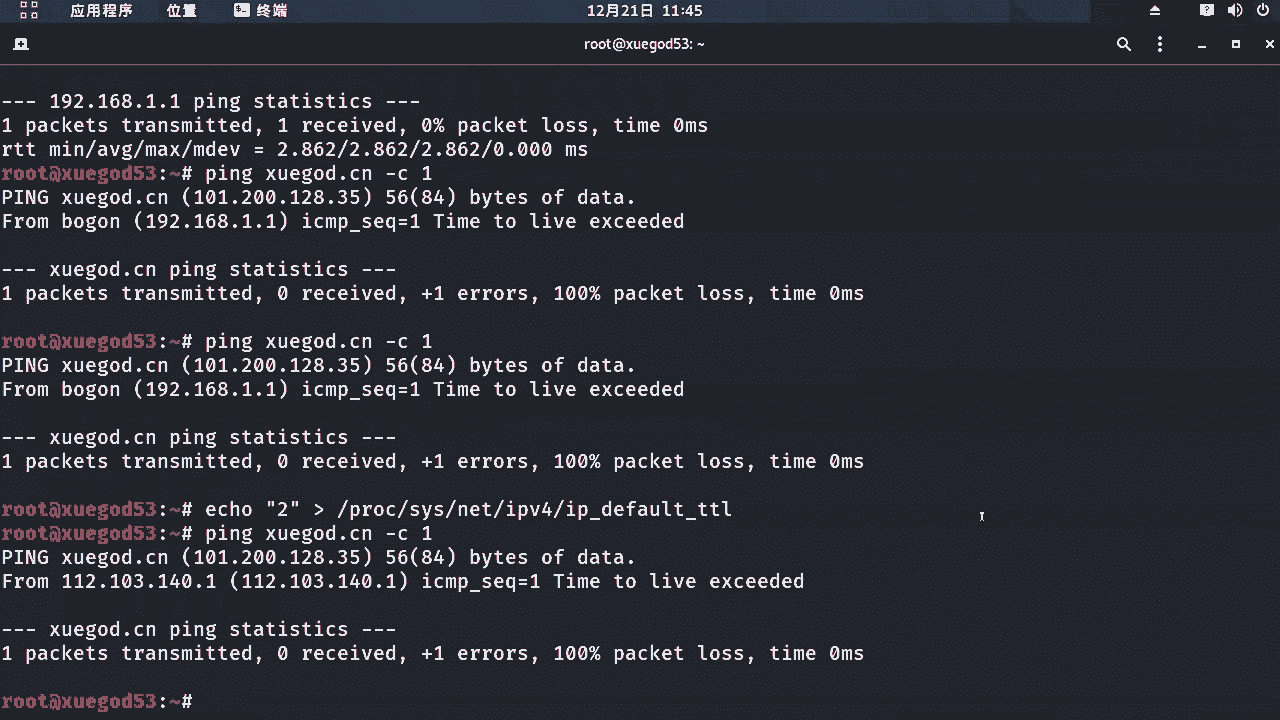 应用程序 位置 终端 12月21日 11:45
root@xuegod53: ~
--- 192.168.1.1 ping statistics ---
1 packets transmitted, 1 received, 0% packet loss, time 0ms
rtt min/avg/max/mdev = 2.862/2.862/2.862/0.000 ms
root@xuegod53:~# ping xuegod.cn -c 1
PING xuegod.cn (101.200.128.35) 56(84) bytes of data.
From bogon (192.168.1.1) icmp_seq=1 Time to live exceeded
--- xuegod.cn ping statistics ---
1 packets transmitted, 0 received, +1 errors, 100% packet loss, time 0ms
root@xuegod53:~# ping xuegod.cn -c 1
PING xuegod.cn (101.200.128.35) 56(84) bytes of data.
From bogon (192.168.1.1) icmp_seq=1 Time to live exceeded
--- xuegod.cn ping statistics ---
1 packets transmitted, 0 received, +1 errors, 100% packet loss, time 0ms
root@xuegod53:~# echo "2" > /proc/sys/net/ipv4/ip_default_ttl
root@xuegod53:~# ping xuegod.cn -c 1
PING xuegod.cn (101.200.128.35) 56(84) bytes of data.
From 112.103.140.1 (112.103.140.1) icmp_seq=1 Time to live exceeded
--- xuegod.cn ping statistics ---
1 packets transmitted, 0 received, +1 errors, 100% packet loss, time 0ms
root@xuegod53:~#